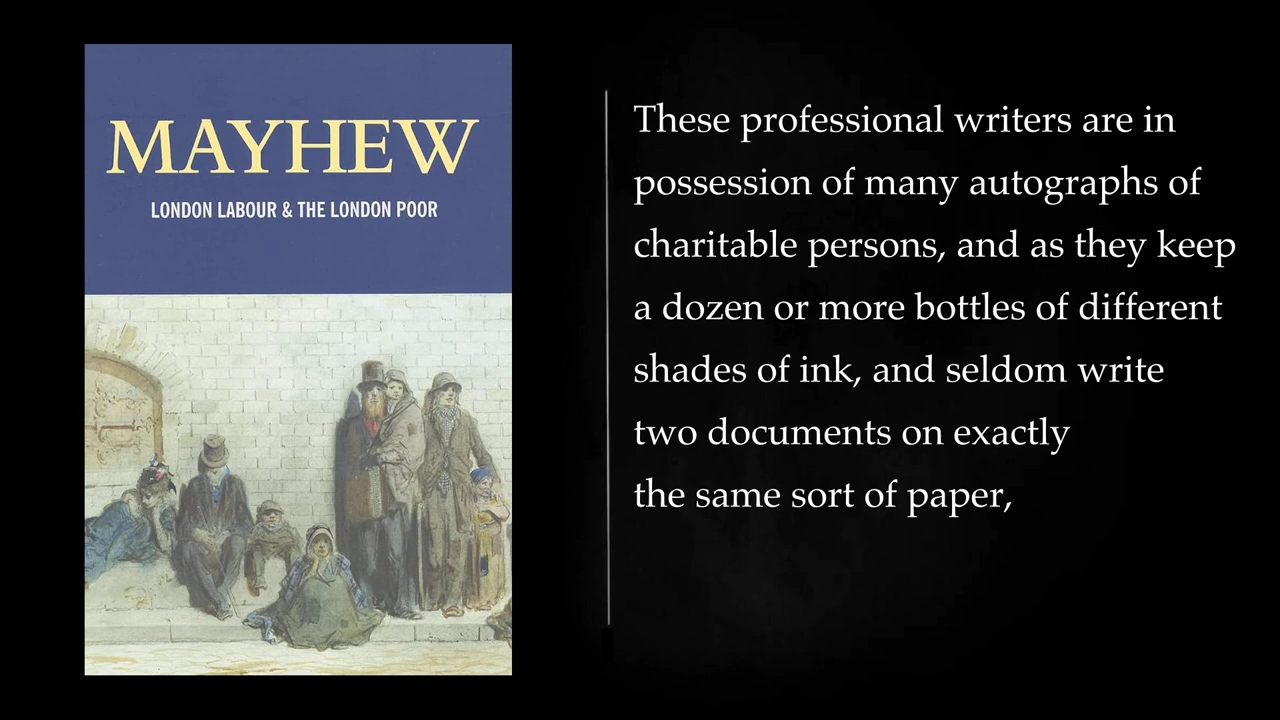 MAYHEW
LONDON LABOUR & THE LONDON POOR
These professional writers are in
possession of many autographs of
charitable persons, and as they keep
a dozen or more bottles of different
shades of ink, and seldom write
two documents on exactly
the same sort of paper,